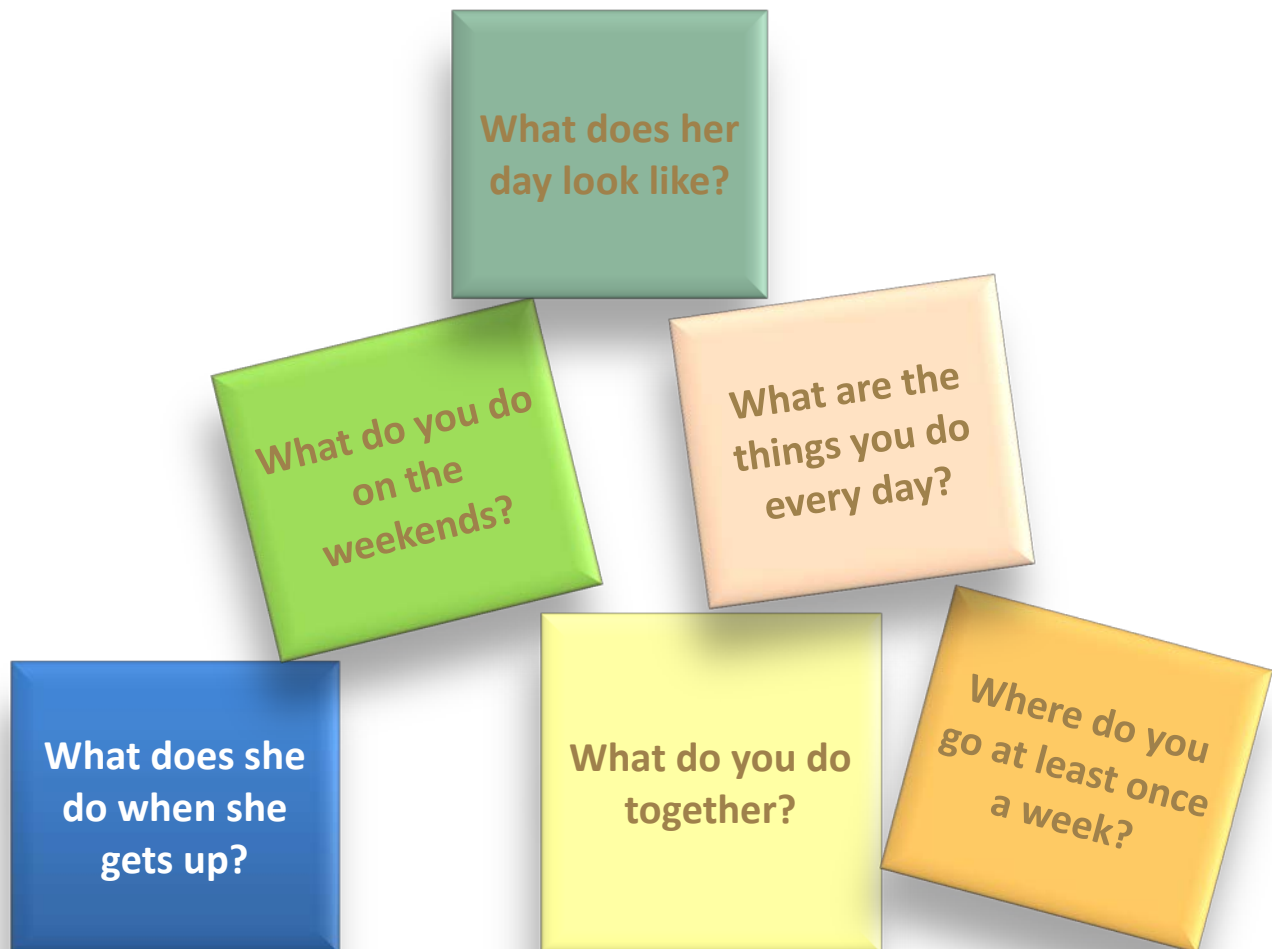 What does her
day look like?
What do you do
on the
weekends?
What are the
things you do
every day?
What does she
do when she
gets up?
What do you do
together?
Where do you
go at least once
a week?